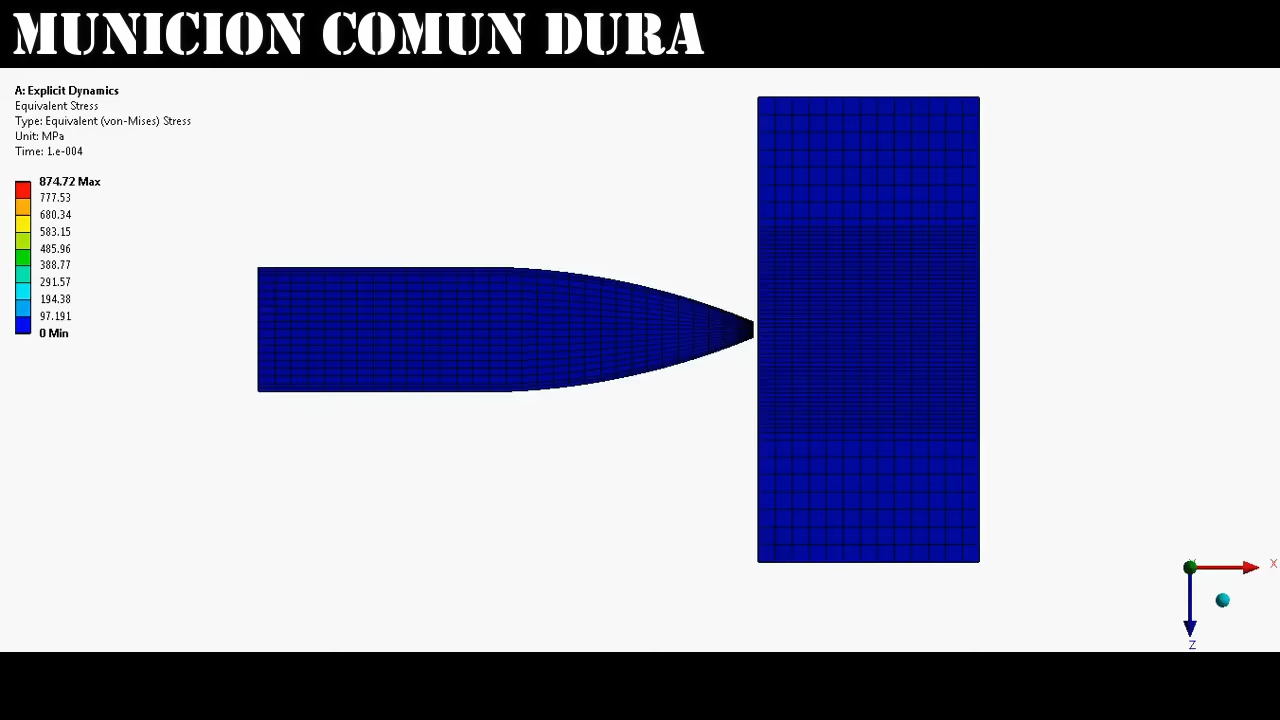 MUNICION COMUN DURA
A: Explicit Dynamics
Equivalent Stress
Type: Equivalent (von-Mises) Stress
Unit: MPa
Time: 1.e-004
874.72 Max
777.53
680.34
583.15
485.96
388.77
291.57
194.38
97.191
0 Min
X
Z